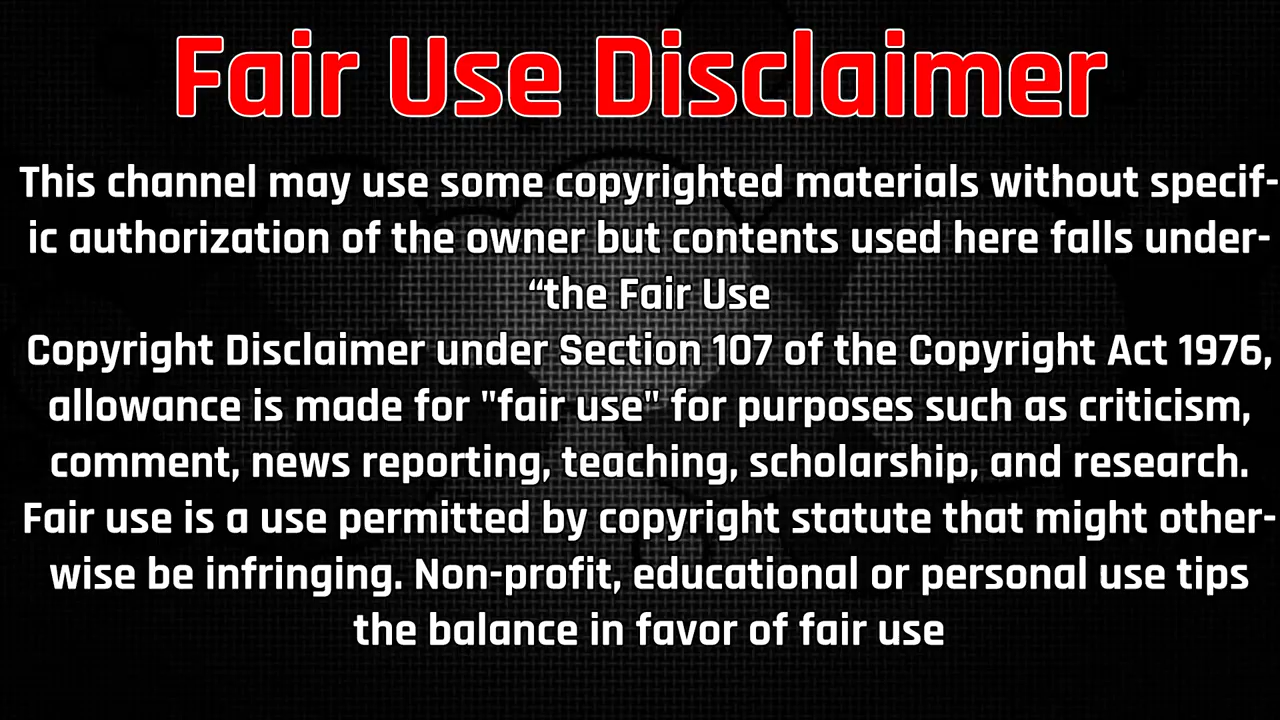 Fair Use Disclaimer
This channel may use some copyrighted materials without specif-
ic authorization of the owner but contents used here falls under-
“the Fair Use
Copyright Disclaimer under Section 107 of the Copyright Act 1976,
allowance is made for "fair use" for purposes such as criticism,
comment, news reporting, teaching, scholarship, and research.
Fair use is a use permitted by copyright statute that might other-
wise be infringing. Non-profit, educational or personal use tips
the balance in favor of fair use